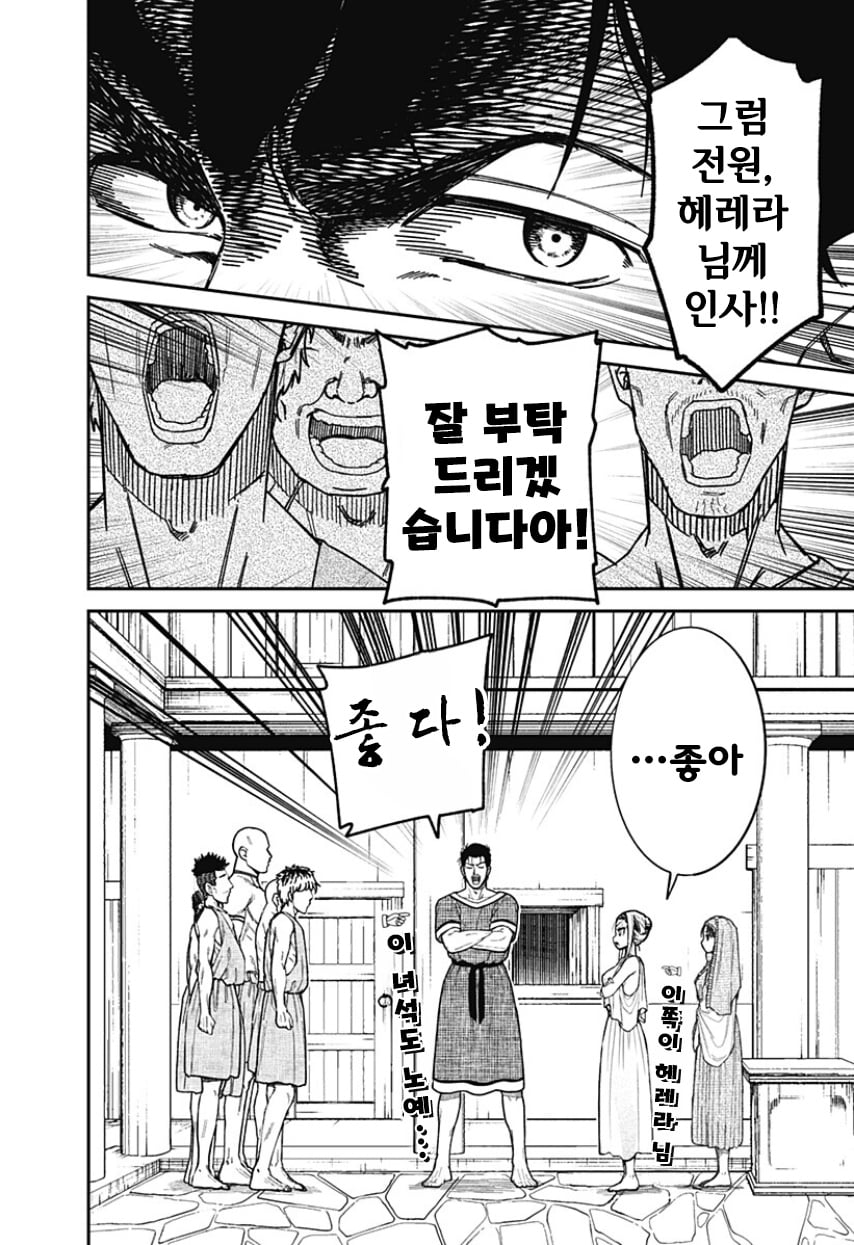 그럼
전원,
헤레라
님께
인사!!
잘 부탁
드리겠
습니다아!
…좋아
좋다!
☜ 이쪽이 헤레라 님
☞ 이 녀석도 노예……